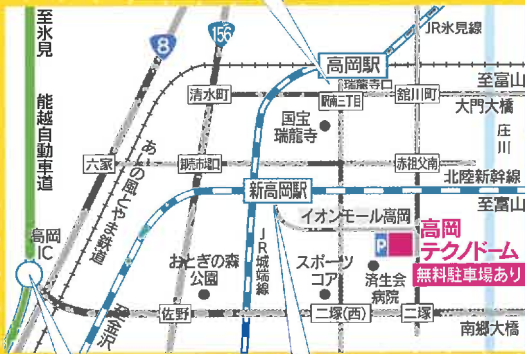 至氷見
能越自動車道
8
156
JR氷見線
高岡駅
瑞龍寺口
至富山
清水町
駅南三丁目
舘川町
大門大橋
国宝
瑞龍寺
庄川
あいの風とやま鉄道
六家
卸売市場口
赤祖父南
北陸新幹線
新高岡駅
至富山
イオンモール高岡
高岡
IC
JR城端線
P
高岡
テクノドーム
無料駐車場あり
おとぎの森
公園
スポーツ
コア
済生会
病院
至金沢
佐野
二塚(西)
二塚
南郷大橋